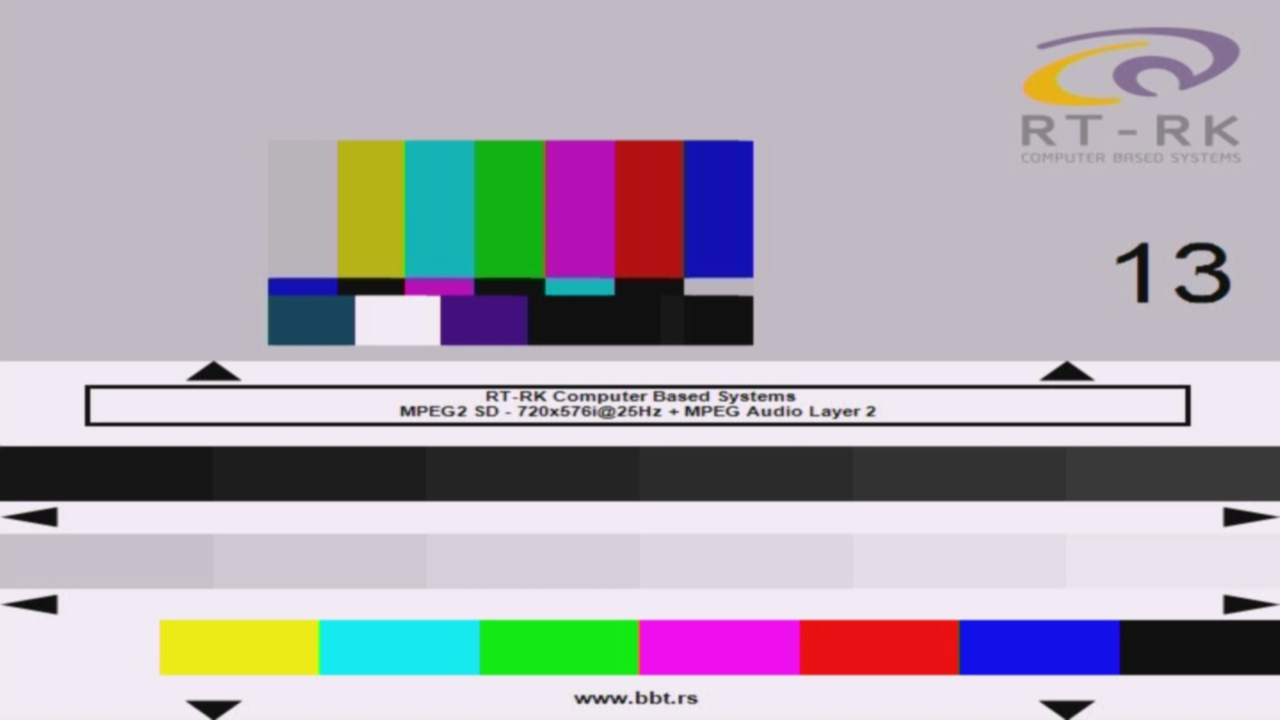 RT-RK
COMPUTER BASED SYSTEMS
13
RT-RK Computer Based Systems
MPEG2 SD - 720x576i@25Hz + MPEG Audio Layer 2
www.bbt.rs